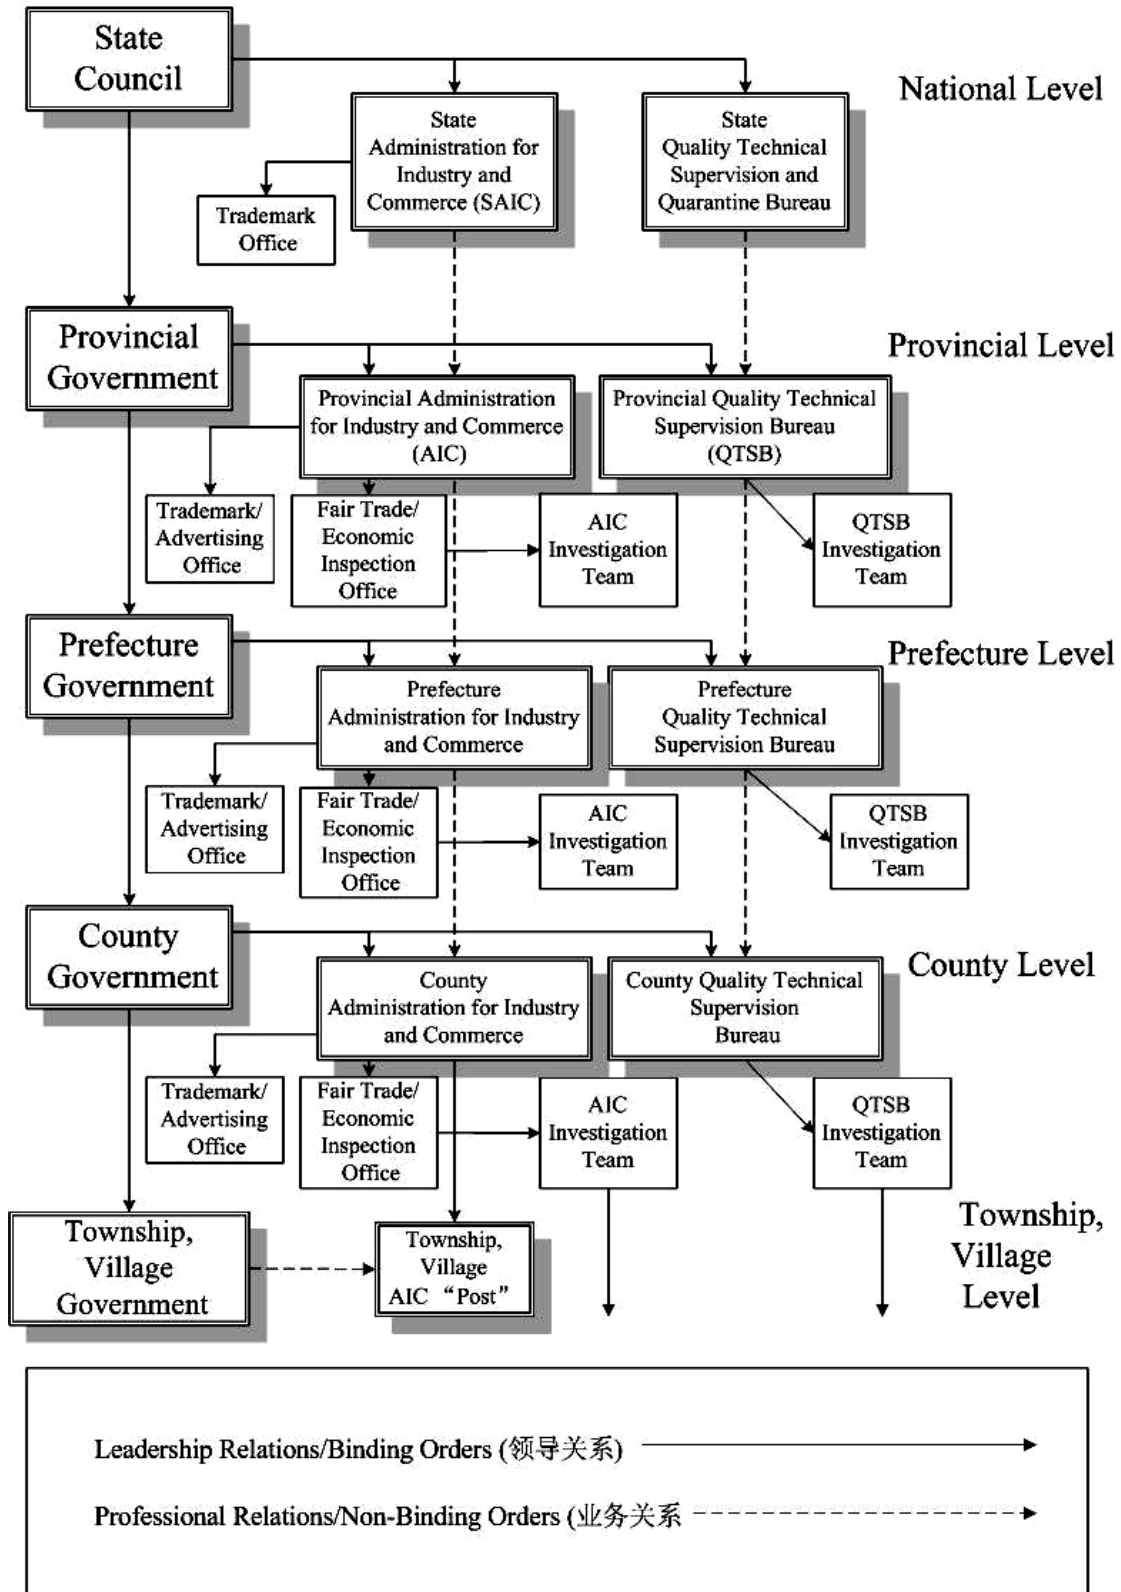 State
Council
National Level
State
Administration for
Industry and
Commerce (SAIC)
State
Quality Technical
Supervision and
Quarantine Bureau
Trademark
Office
Provincial
Government
Provincial Level
Provincial Administration
for Industry and Commerce
(AIC)
Provincial Quality Technical
Supervision Bureau
(QTSB)
Trademark/
Advertising
Office
Fair Trade/
Economic
Inspection
Office
AIC
Investigation
Team
QTSB
Investigation
Team
Prefecture
Government
Prefecture Level
Prefecture
Administration for Industry
and Commerce
Prefecture
Quality Technical
Supervision Bureau
Trademark/
Advertising
Office
Fair Trade/
Economic
Inspection
Office
AIC
Investigation
Team
QTSB
Investigation
Team
County
Government
County Level
County
Administration for Industry
and Commerce
County Quality Technical
Supervision
Bureau
Trademark/
Advertising
Office
Fair Trade/
Economic
Inspection
Office
AIC
Investigation
Team
QTSB
Investigation
Team
Township,
Village
Government
Township,
Village
AIC “Post”
Township,
Village
Level
Leadership Relations/Binding Orders (领导关系)
Professional Relations/Non-Binding Orders (业务关系